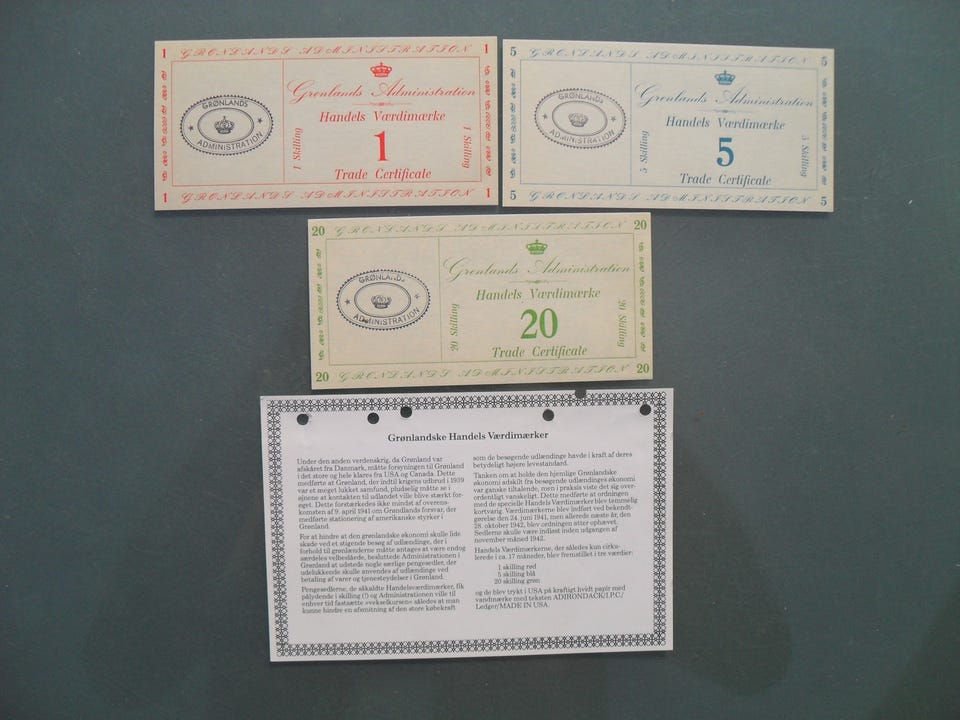 1 GRØNLANDS ADMINISTRATION 1
GRØNLANDS
ADMINISTRATION
1 Skilling
Grønlands Administration
Handels Værdimærke
1
Trade Certificate
1 Skilling
1 GRØNLANDS ADMINISTRATION 1
5 GRØNLANDS ADMINISTRATION 5
GRØNLANDS
ADMINISTRATION
5 Skilling
Grønlands Administration
Handels Værdimærke
5
Trade Certificate
5 Skilling
5 GRØNLANDS ADMINISTRATION 5
20 GRØNLANDS ADMINISTRATION 20
GRØNLANDS
ADMINISTRATION
20 Skilling
Grønlands Administration
Handels Værdimærke
20
Trade Certificate
20 Skilling
20 GRØNLANDS ADMINISTRATION 20
Grønlandske Handels Værdimærker
Under den anden verdenskrig, da Grønland var
afskåret fra Danmark, måtte forsyningen til Grønland
i det store og hele klares fra USA og Canada. Dette
medførte at Grønland, der indtil krigens udbrud i 1939
var et meget lukket samfund, pludselig måtte se i
øjnene at kontakten til udlandet ville blive stærkt for-
øget. Dette forstærkedes ikke mindst af overens-
komsten af 9. april 1941 om Grøndlands forsvar, der
medførte stationering af amerikanske styrker i
Grønland.
For at hindre at den grønlandske økonomi skulle lide
skade ved et stigende besøg af udlændinge, der i
forhold til grønlænderne måtte antages at være endog
særdeles velbeslåede, besluttede Administrationen i
Grønland at udstede nogle særlige pengesedler, der
udelukkende skulle anvendes af udlændinge ved
betaling af varer og tjenesteydelser i Grønland.
Pengesedlerne, de såkaldte Handelsværdimærker, fik
pålydende i skilling (!) og Administrationen ville til
enhver tid fastsætte »vekselkursen« således at man
kunne hindre en afsmitning af den store købekraft
som de besøgende udlændinge havde i kraft af deres
betydeligt højere levestandard.
Tanken om at holde den hjemlige Grønlandske
økonomi adskilt fra besøgende udlændinges økonomi
var ganske tiltalende, men i praksis viste det sig over-
ordentligt vanskeligt. Dette medførte at ordningen
med de specielle Handels Værdimærker blev temmelig
kortvarig. Værdimærkerne blev indført ved bekendt-
gørelse den 24. juni 1941, men allerede næste år, den
28. oktober 1942, blev ordningen atter ophævet.
Sedlerne skulle være indløst inden udgangen af
november måned 1942.
Handels Værdimærkerne, der således kun cirku-
lerede i ca. 17 måneder, blev fremstillet i tre værdier:
1 skilling rød
5 skilling blå
20 skilling grøn
og de blev trykt i USA på kraftigt hvidt papir med
vandmærke med teksten ADIRONDACK/I.P.C./
Ledger/MADE IN USA.